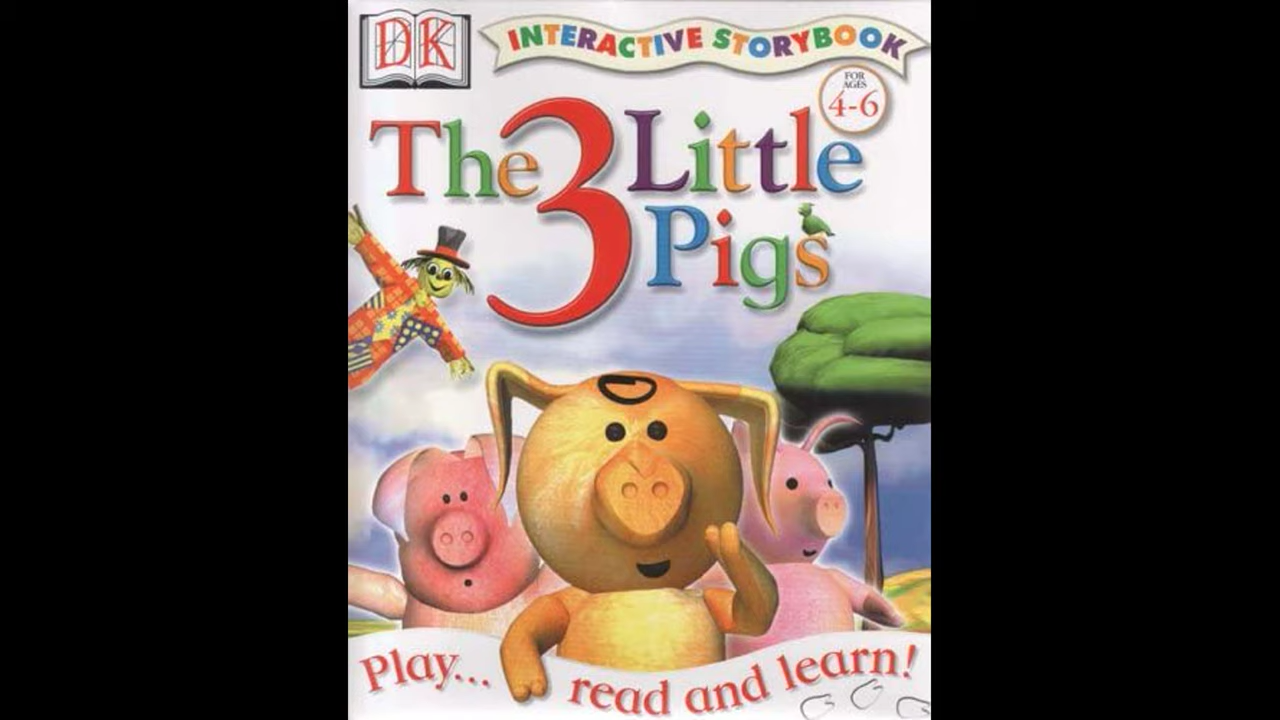 DK
INTERACTIVE STORYBOOK
FOR
AGES
4-6
The 3 Little
Pigs
Play... read and learn!